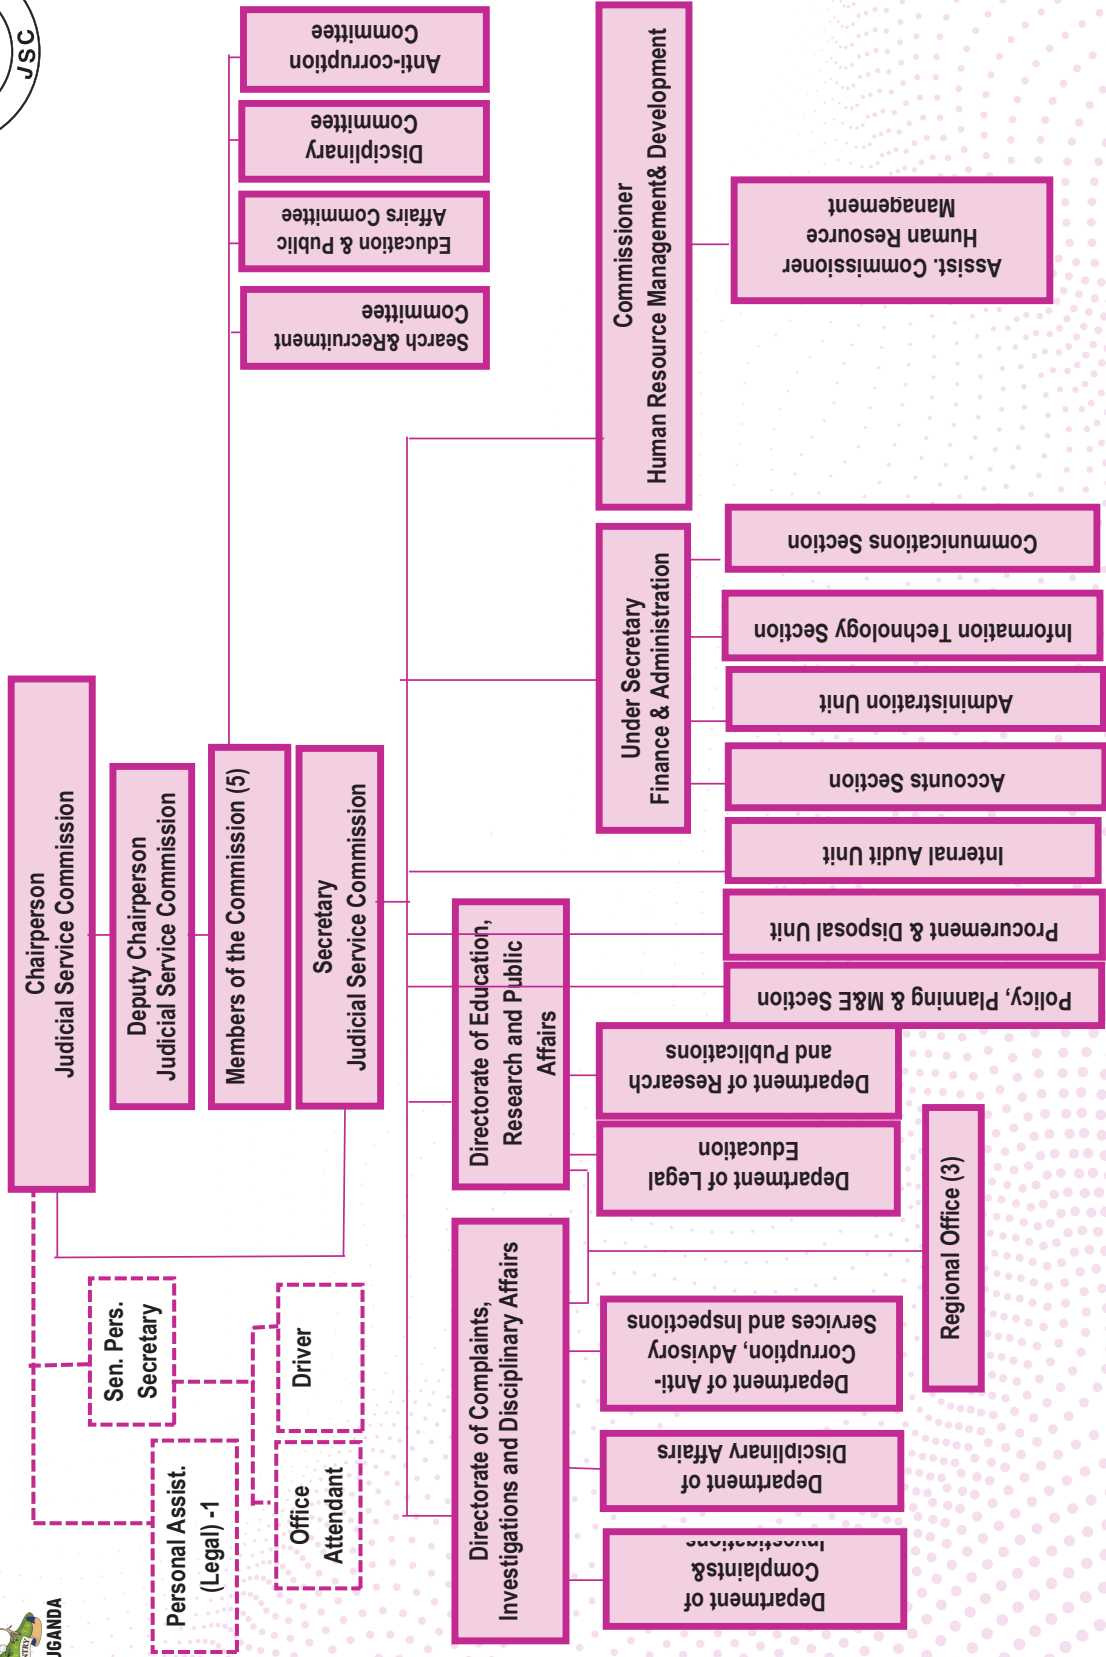 JSC
UGANDA
Chairperson
Judicial Service Commission
Deputy Chairperson
Judicial Service Commission
Members of the Commission (5)
Secretary
Judicial Service Commission
Sen. Pers.
Secretary
Personal Assist.
(Legal) -1
Driver
Office
Attendant
Search &Recruitment
Committee
Education & Public
Affairs Committee
Disciplinary
Committee
Anti-corruption
Committee
Directorate of Complaints,
Investigations and Disciplinary Affairs
Directorate of Education,
Research and Public
Affairs
Under Secretary
Finance & Administration
Commissioner
Human Resource Management& Development
Department of
Complaints&
Investigations
Department of
Disciplinary Affairs
Department of Anti-
Corruption, Advisory
Services and Inspections
Department of Legal
Education
Department of Research
and Publications
Policy, Planning & M&E Section
Procurement & Disposal Unit
Internal Audit Unit
Accounts Section
Administration Unit
Information Technology Section
Communications Section
Assist. Commissioner
Human Resource
Management
Regional Office (3)